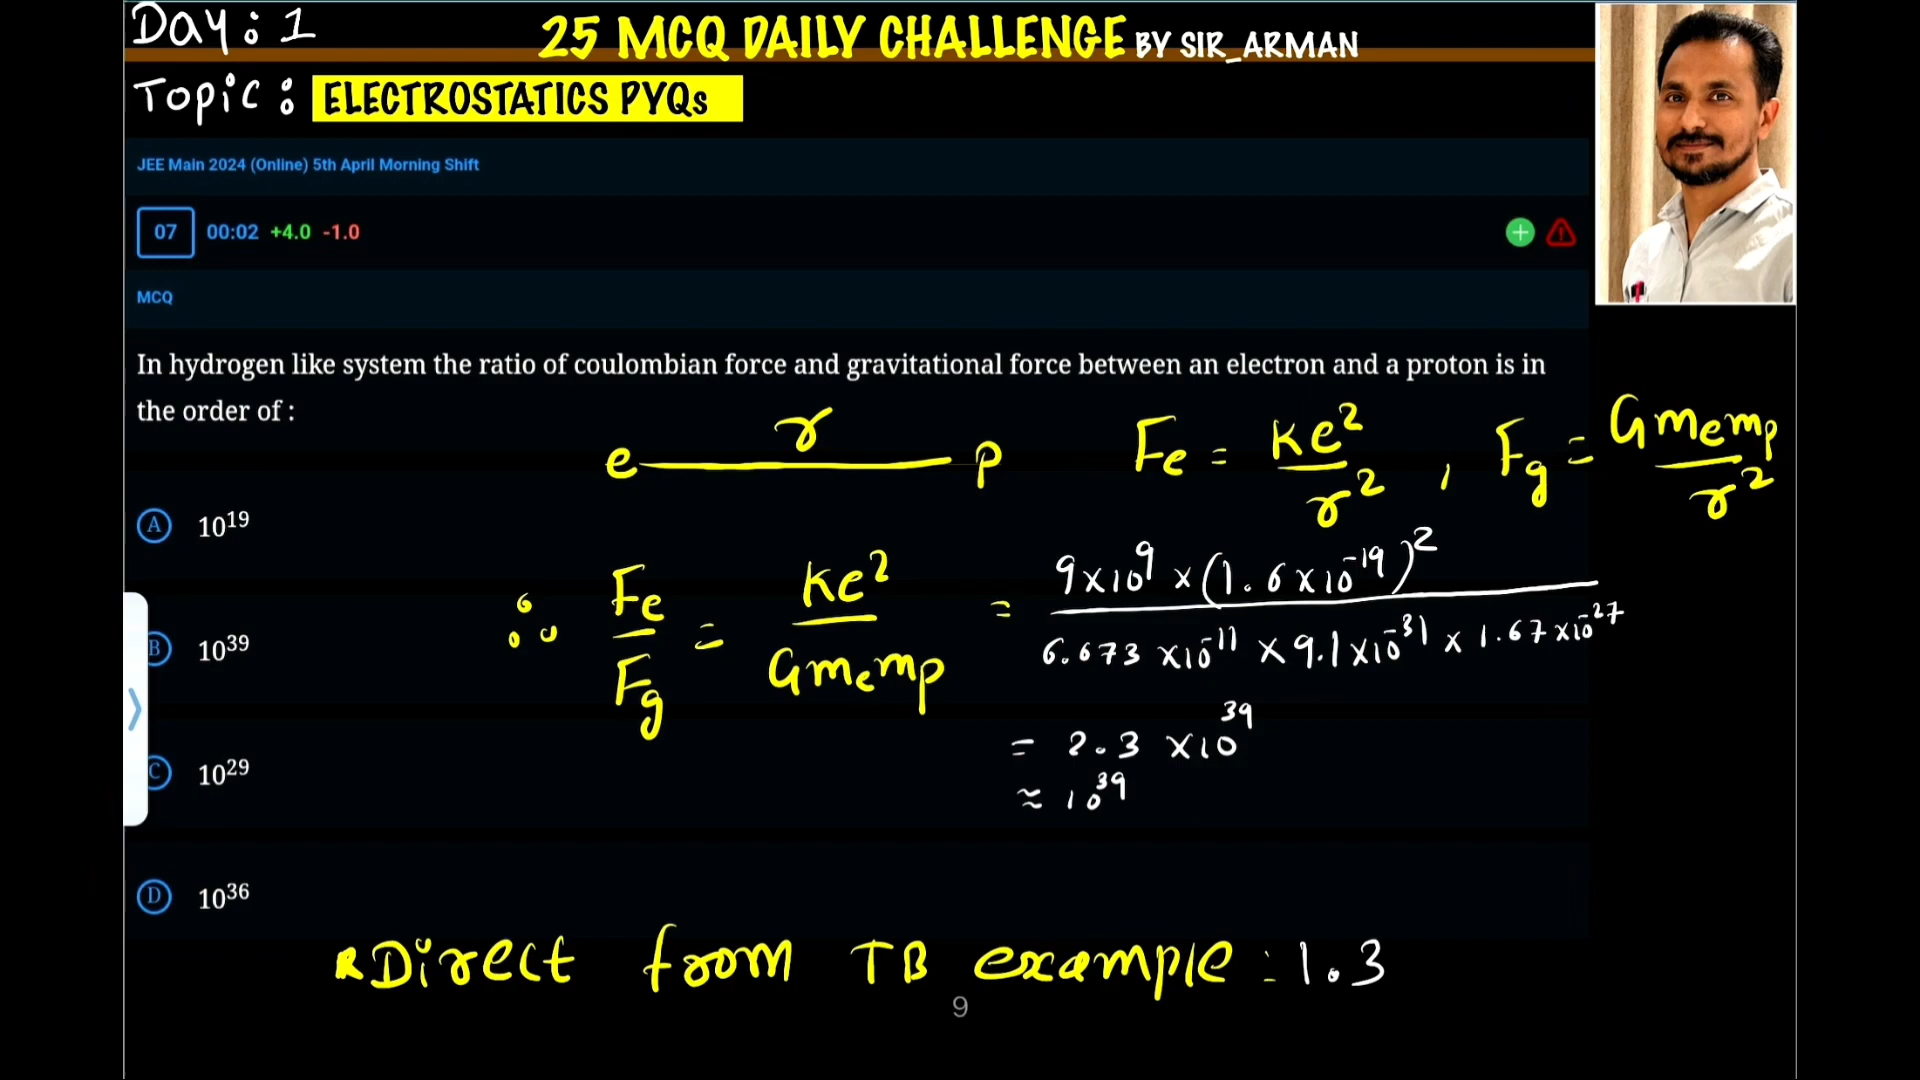 Day: 1
25 MCQ DAILY CHALLENGE BY SIR_ARMAN
Topic: ELECTROSTATICS PYQs
JEE Main 2024 (Online) 5th April Morning Shift
07 00:02 +4.0 -1.0
MCQ
In hydrogen like system the ratio of coulombian force and gravitational force between an electron and a proton is in
the order of :
e r p Fe = Ke²/r² , Fg = Gmemp/r²
A 10¹⁹
∴ Fe/Fg = Ke²/Gmemp = 9×10⁹ × (1.6×10⁻¹⁹)² / 6.673 ×10⁻¹¹ × 9.1×10⁻³¹ × 1.67×10⁻²⁷
B 10³⁹
= 2.3 ×10³⁹
C 10²⁹
≈ 10³⁹
D 10³⁶
Direct from TB example : 1.3
9